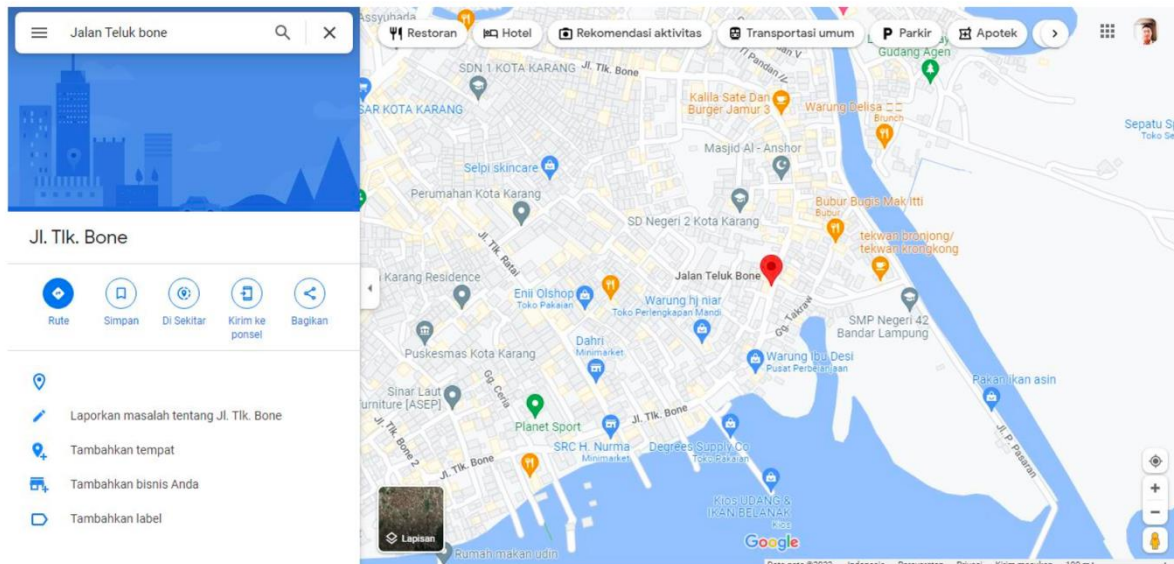 Jalan Teluk bone
Jl. Tlk. Bone
Rute
Simpan
Di Sekitar
Kirim ke
ponsel
Bagikan
Laporkan masalah tentang Jl. Tlk. Bone
Tambahkan tempat
Tambahkan bisnis Anda
Tambahkan label
Restoran
Hotel
Rekomendasi aktivitas
Transportasi umum
P Parkir
Apotek
Gudang Agen
SDN 1 KOTA KARANG
Jl. Tlk. Bone
KOTA KARANG
Kalila Sate Dan
Burger Jamur 3
Warung Delisa
Brunch
Sepatu
Masjid Al - Anshor
Selpi skincare
Perumahan Kota Karang
SD Negeri 2 Kota Karang
Bubur Bugis Mak Itti
Bubur
tekwan bronjong/
tekwan krongkong
Jl. Tlk. Ratai
Karang Residence
Jalan Teluk Bone
Enii Olshop
Toko Pakaian
Warung hj niar
Toko Perlengkapan Mandi
Gg. Takraw
SMP Negeri 42
Bandar Lampung
Puskesmas Kota Karang
Dahri
Minimarket
Warung Ibu Desi
Pusat Perbelanjaan
Pakan ikan asin
Gg. Ceria
Sinar Laut
[ASEP]
Planet Sport
Jl. Tlk. Bone
SRC H. Nurma
Minimarket
Degrees Supply Co
Toko Pakaian
Jl. Tlk. Bone 2
Jl. Tlk. Bone
Jl. P. Pasaran
Kios UDANG &
IKAN BELANAK
Kios
Lapisan
Google
Rumah makan udin